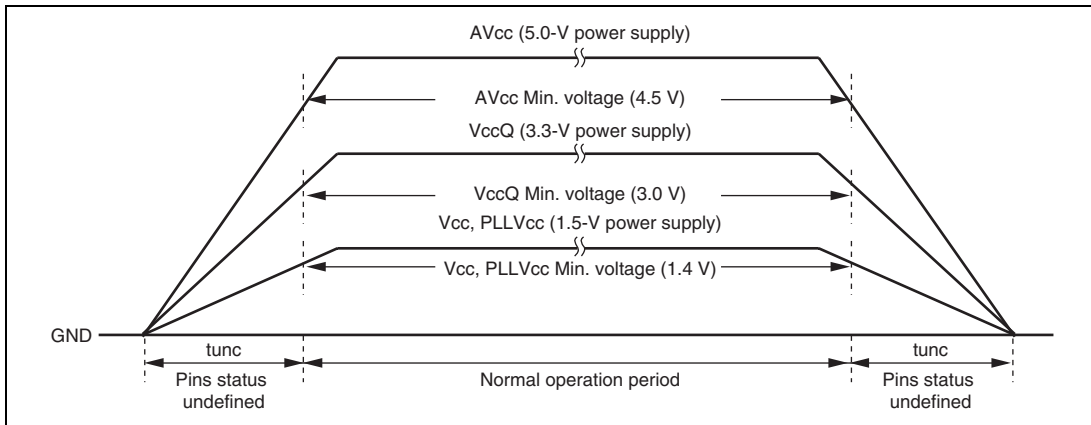 AVcc (5.0-V power supply)
AVcc Min. voltage (4.5 V)
VccQ (3.3-V power supply)
VccQ Min. voltage (3.0 V)
Vcc, PLLVcc (1.5-V power supply)
Vcc, PLLVcc Min. voltage (1.4 V)
GND
tunc
tunc
Pins status
undefined
Normal operation period
Pins status
undefined